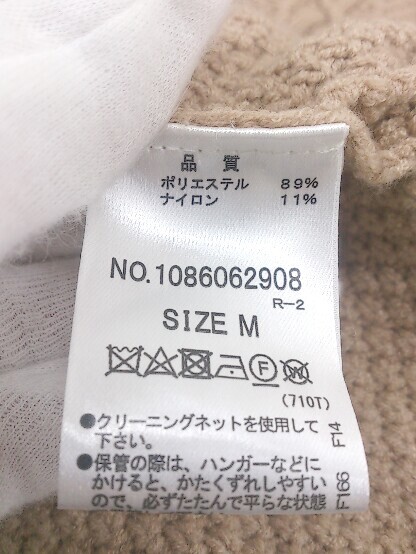 品 質
ポリエステル 89%
ナイロン 11%
NO.1086062908
R-2
SIZE M
F
W
(710T)
●クリーニングネットを使用して
下さい。
●保管の際は、ハンガーなどに
かけると、かたくずれしやすい
ので、必ずたたんで平らな状態
F14
F166